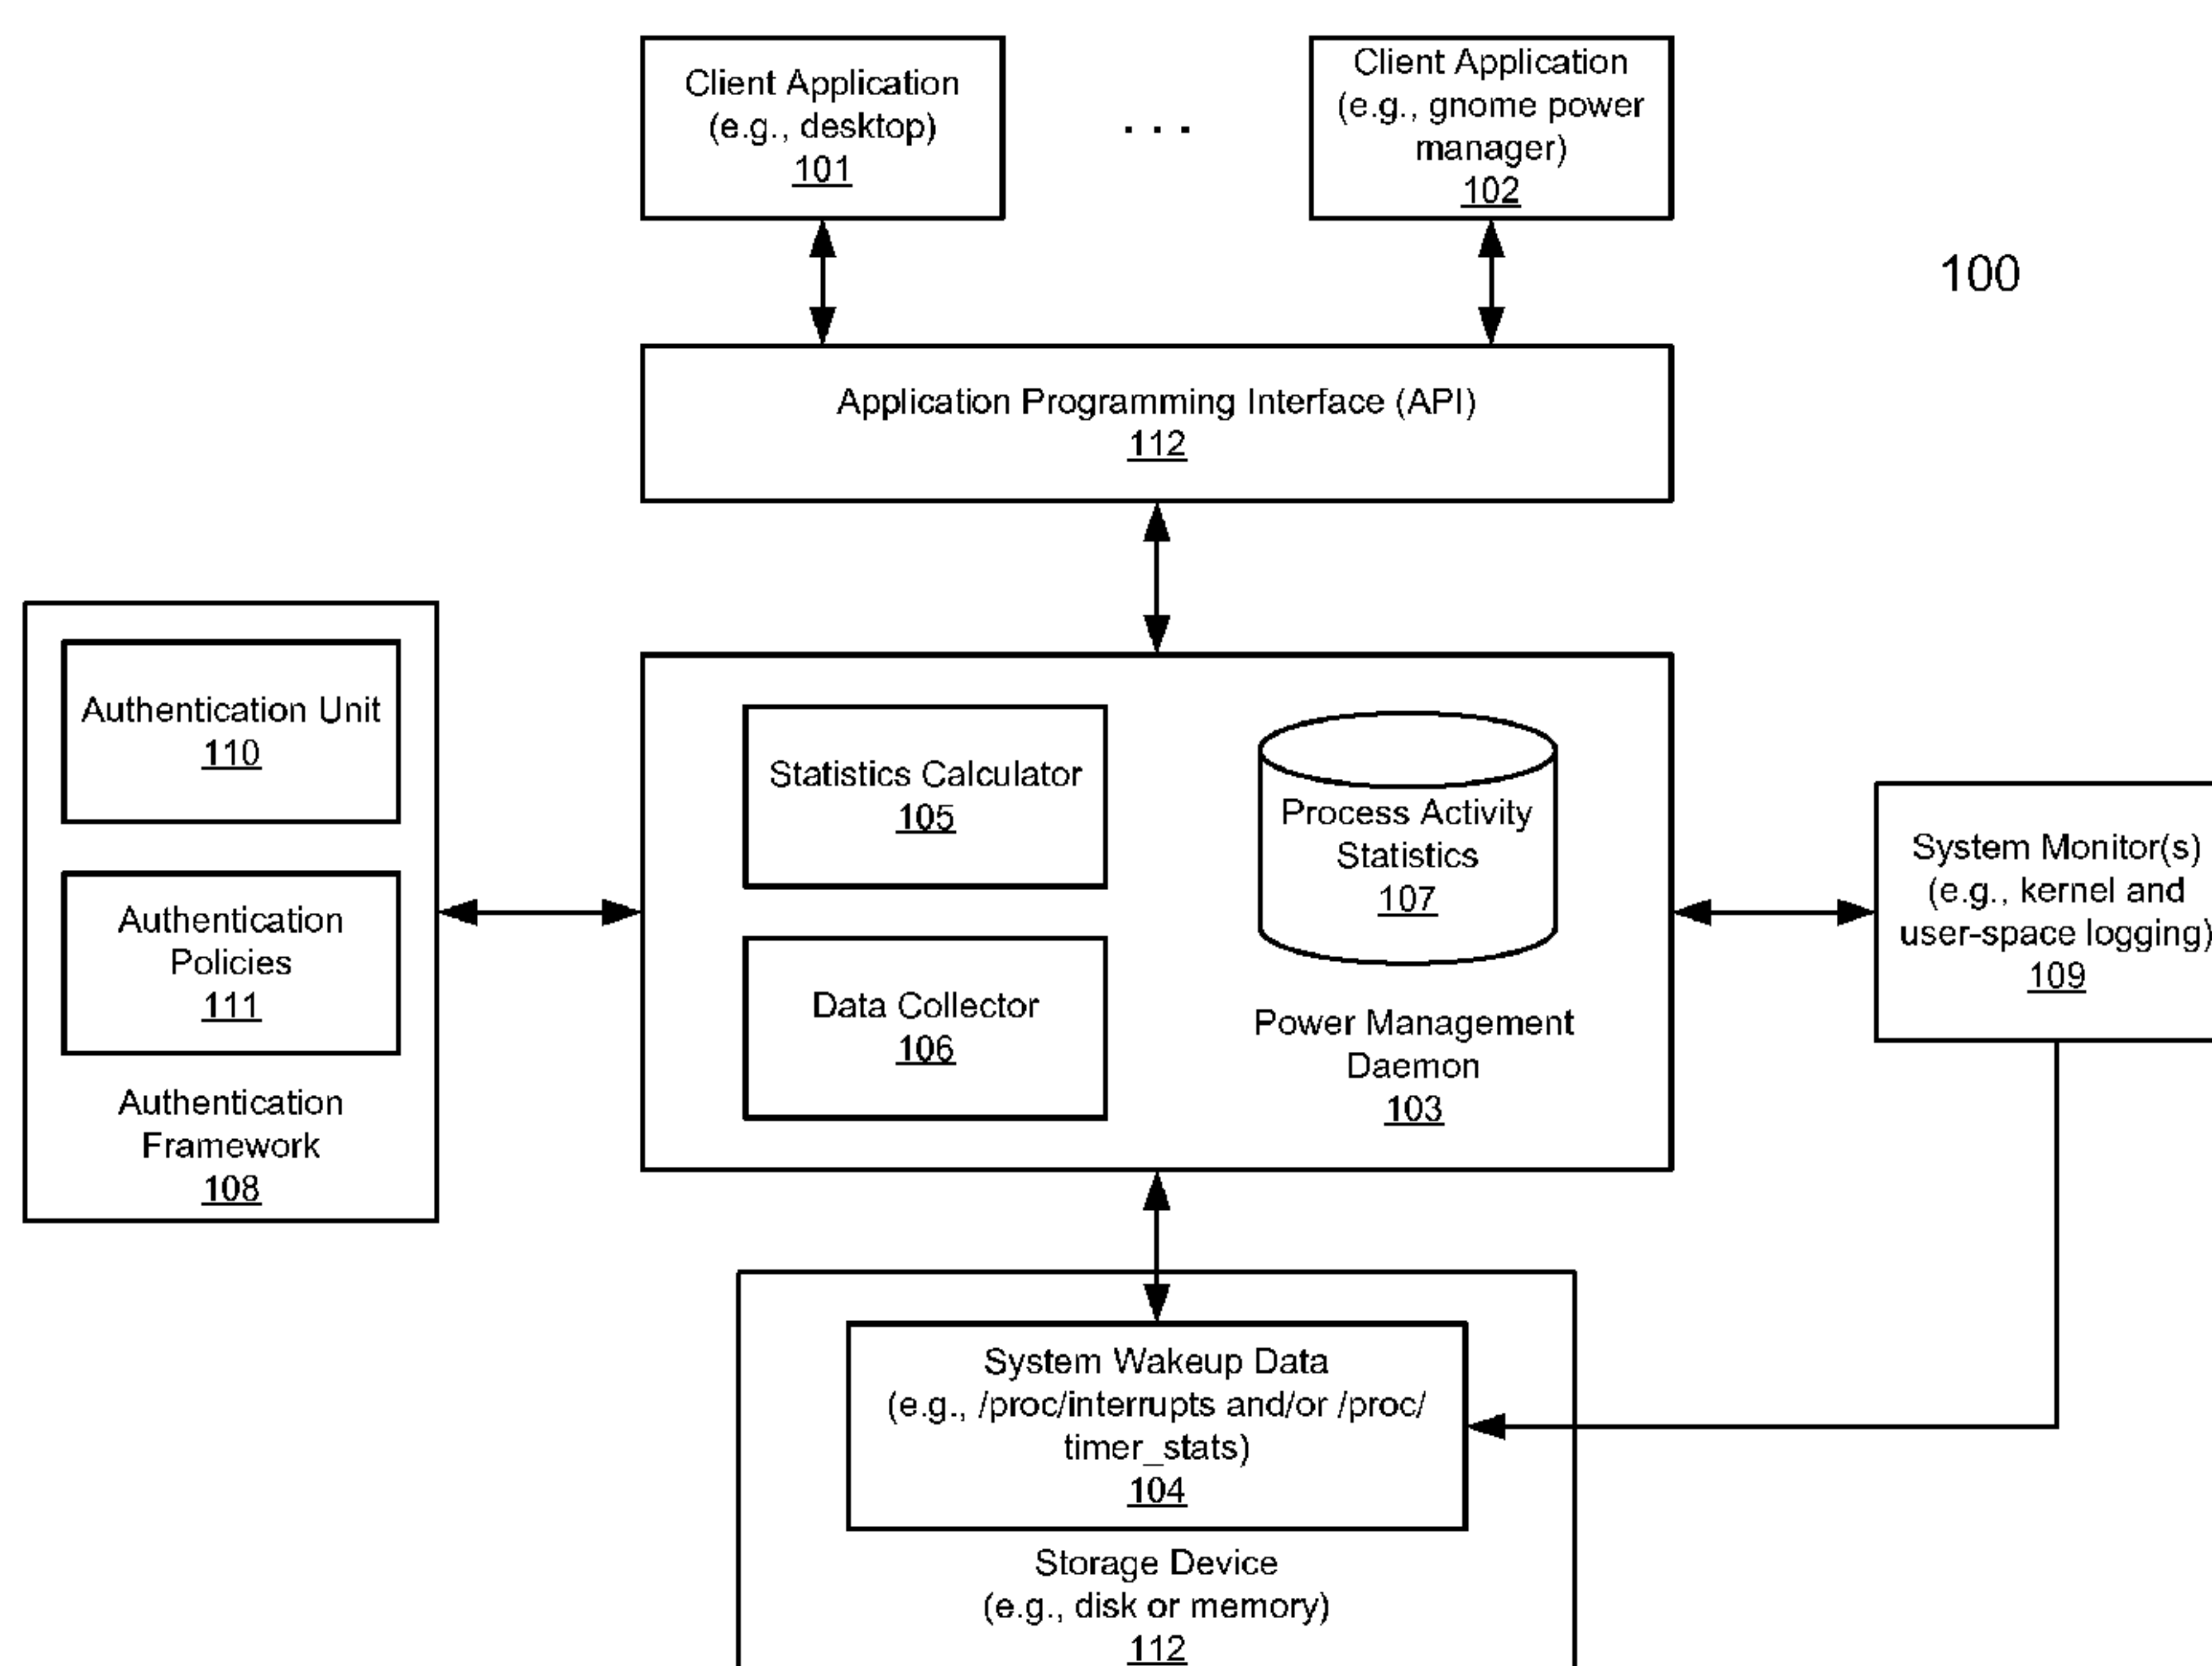 Client Application
(e.g., desktop)
101
. . .
Client Application
(e.g., gnome power
manager)
102
100
Application Programming Interface (API)
112
Authentication Unit
110
Authentication
Policies
111
Authentication
Framework
108
Statistics Calculator
105
Data Collector
106
Process Activity
Statistics
107
Power Management
Daemon
103
System Monitor(s)
(e.g., kernel and
user-space logging)
109
System Wakeup Data
(e.g., /proc/interrupts and/or /proc/
timer_stats)
104
Storage Device
(e.g., disk or memory)
112